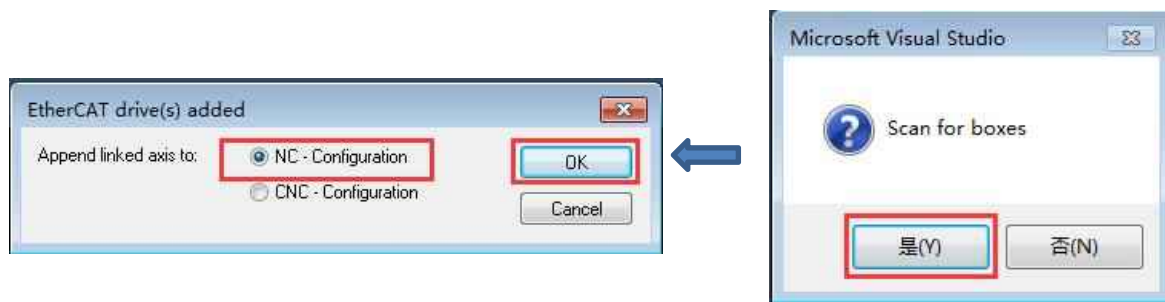 Microsoft Visual Studio
Scan for boxes
是(Y)
否(N)
EtherCAT drive(s) added
Append linked axis to:
NC - Configuration
OK
CNC - Configuration
Cancel